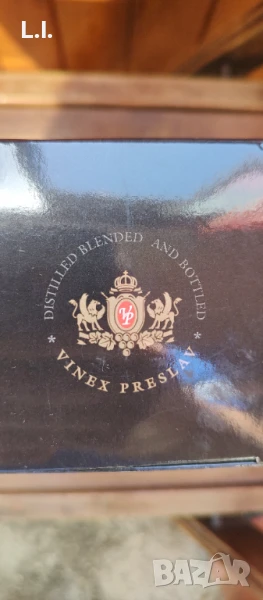 L.I.
DISTILLED BLENDED AND BOTTLED
VP
* VINEX PRESLAV *
BAZAR